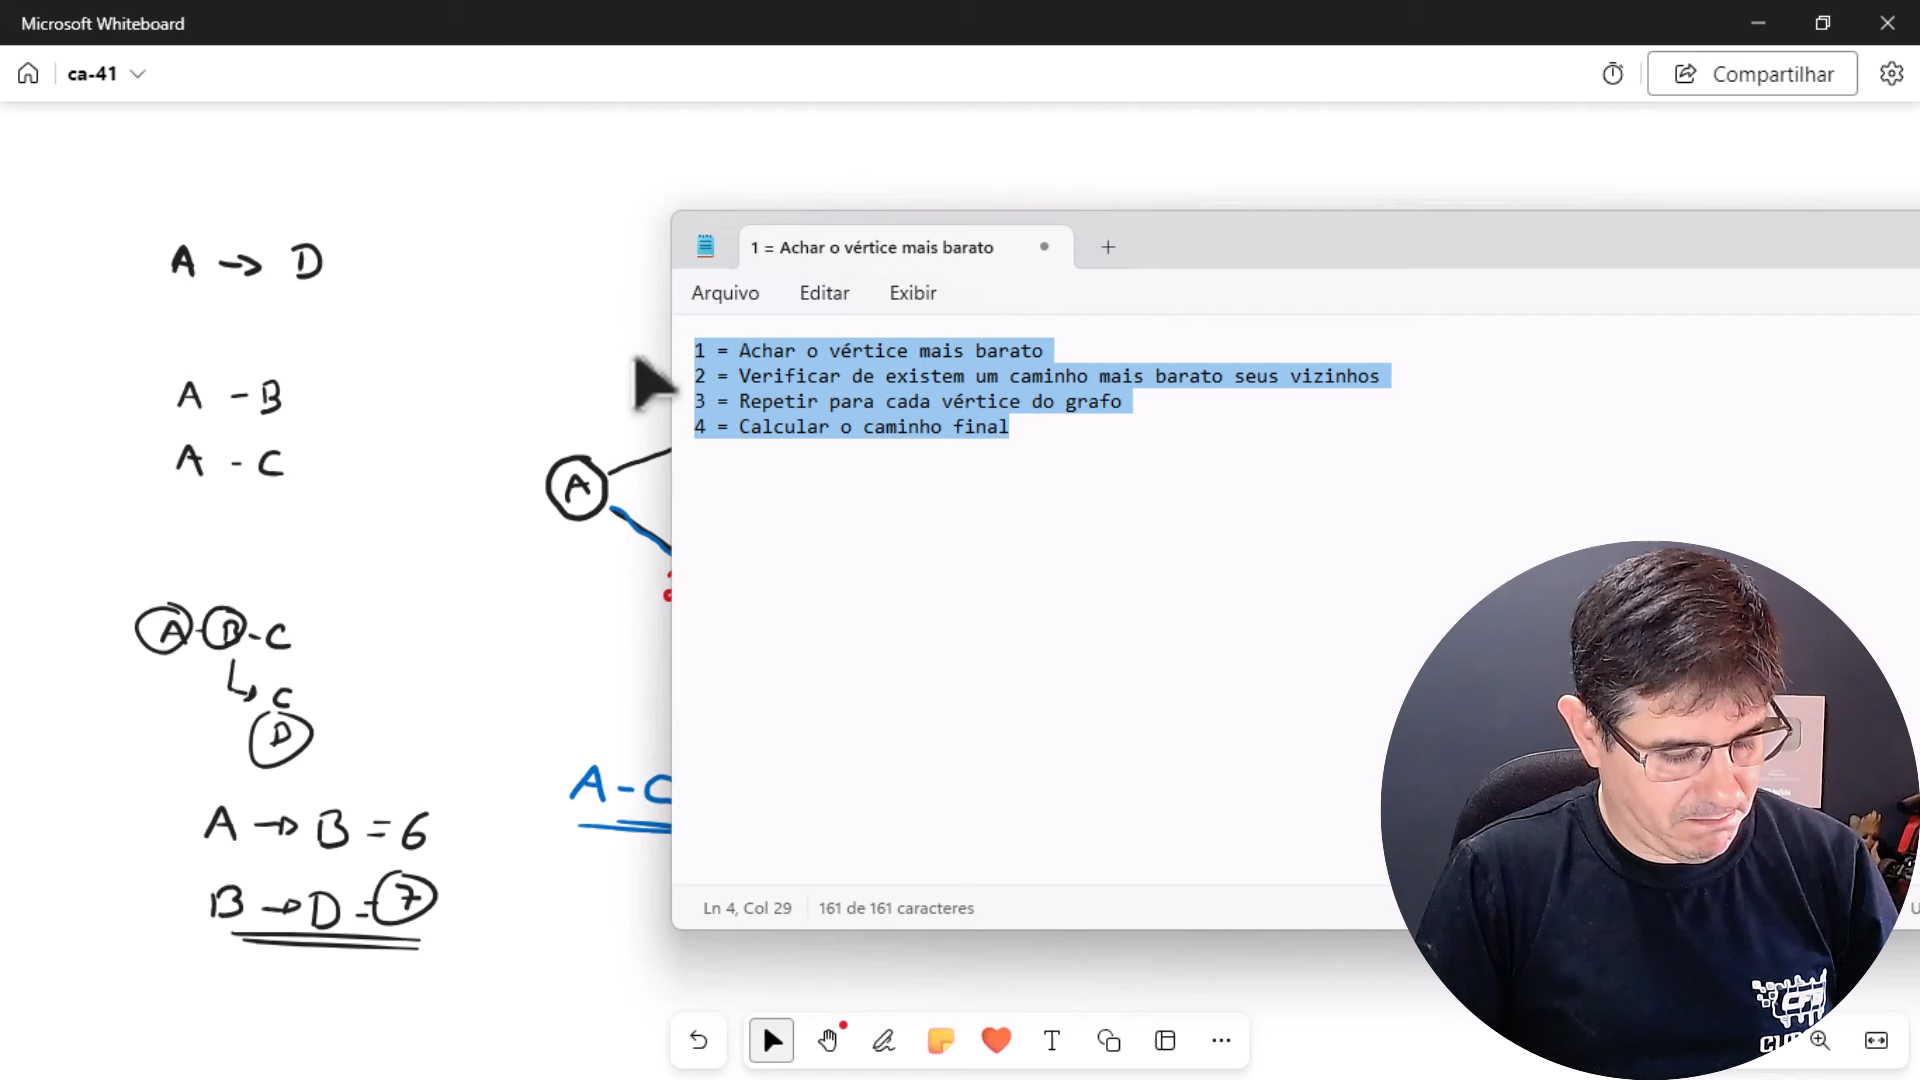 Microsoft Whiteboard
ca-41
Compartilhar
A → D
A - B
A - C
A-B-C
C
D
A → B = 6
B → D = 7
A
A-C
1 = Achar o vértice mais barato
Arquivo Editar Exibir
1 = Achar o vértice mais barato
2 = Verificar de existem um caminho mais barato seus vizinhos
3 = Repetir para cada vértice do grafo
4 = Calcular o caminho final
Ln 4, Col 29 161 de 161 caracteres